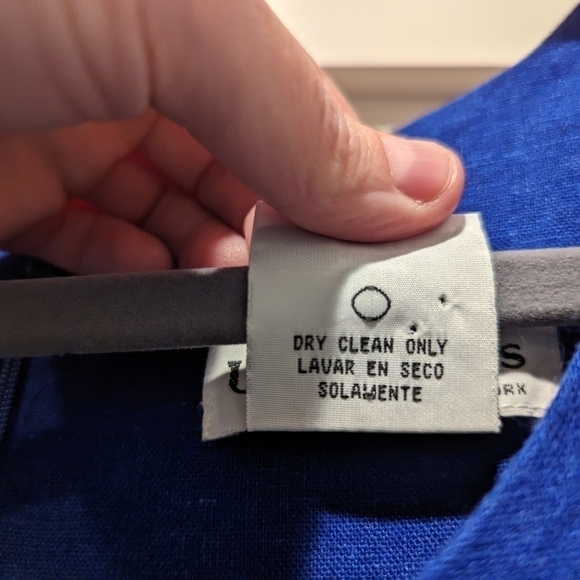 DRY CLEAN ONLY
LAVAR EN SECO
SOLAMENTE